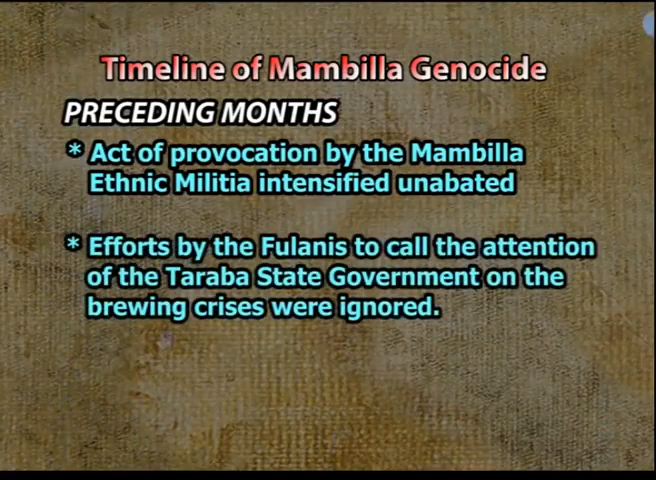 Timeline of Mambilla Genocide
PRECEDING MONTHS
* Act of provocation by the Mambilla
Ethnic Militia intensified unabated
* Efforts by the Fulanis to call the attention
of the Taraba State Government on the
brewing crises were ignored.